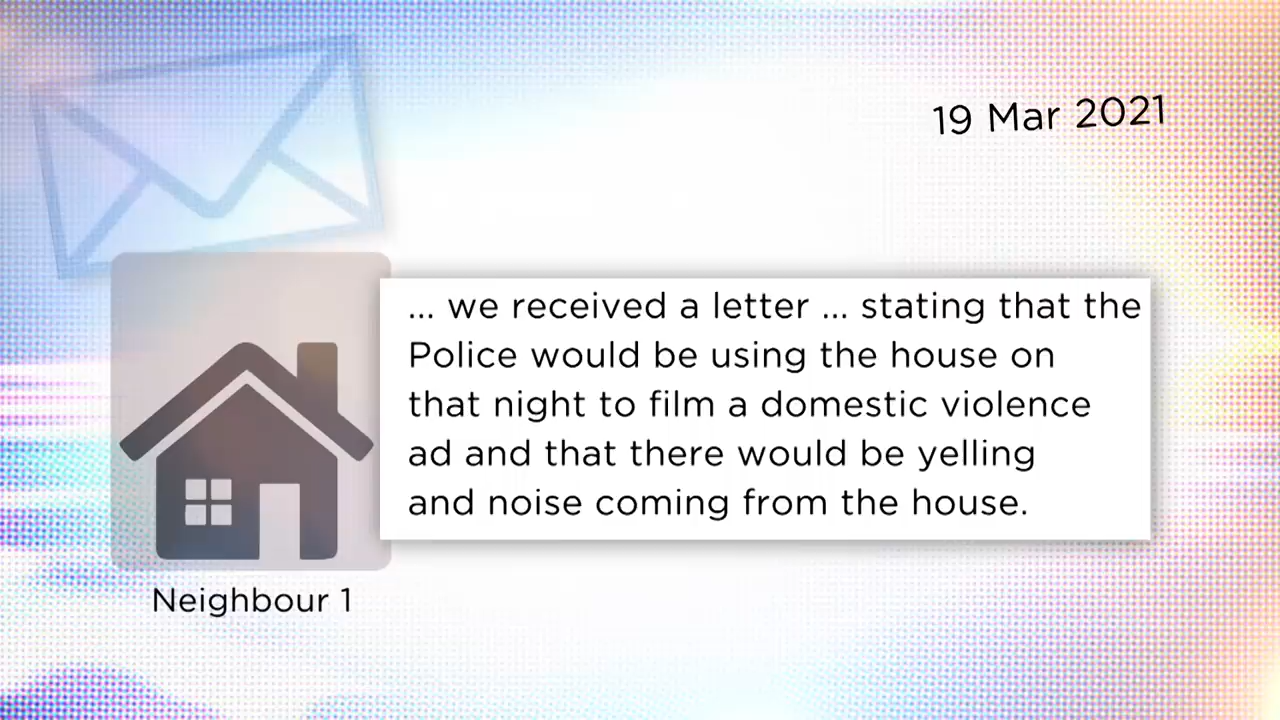 19 Mar 2021
... we received a letter ... stating that the
Police would be using the house on
that night to film a domestic violence
ad and that there would be yelling
and noise coming from the house.
Neighbour 1